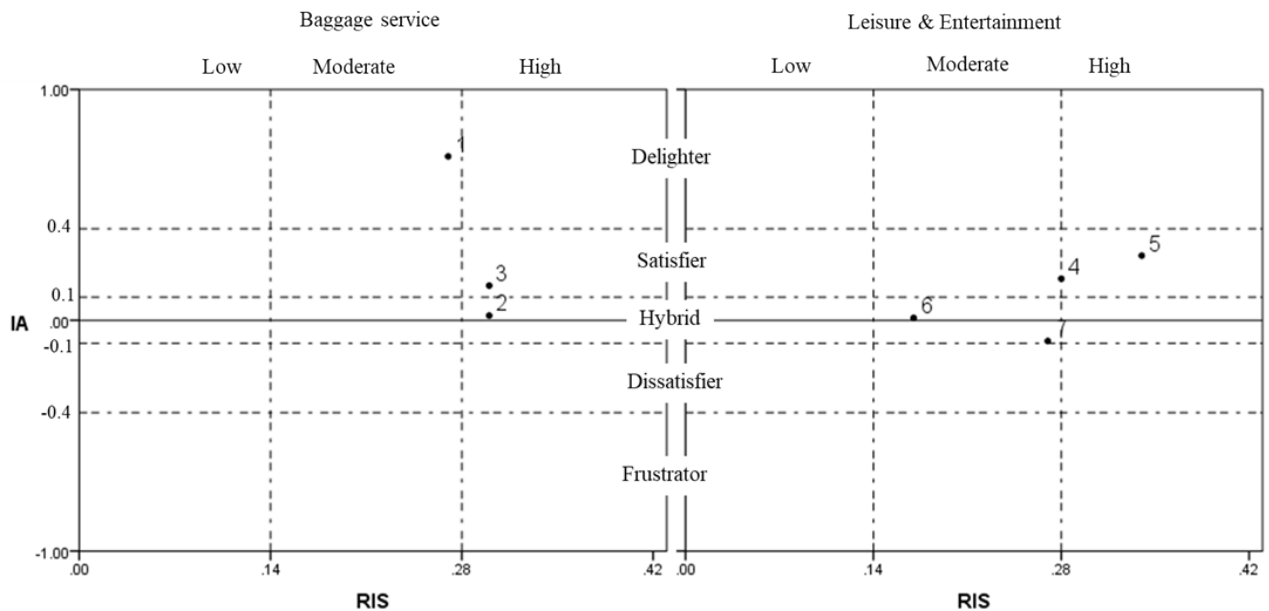 Baggage service
Leisure & Entertainment
Low
Moderate
High
Low
Moderate
High
1.00
0.4
0.1
.00
-0.1
-0.4
-1.00
IA
1
3
2
Delighter
Satisfier
Hybrid
Dissatisfier
Frustrator
5
4
6
7
.00
.14
.28
.42
.00
.14
.28
.42
RIS
RIS